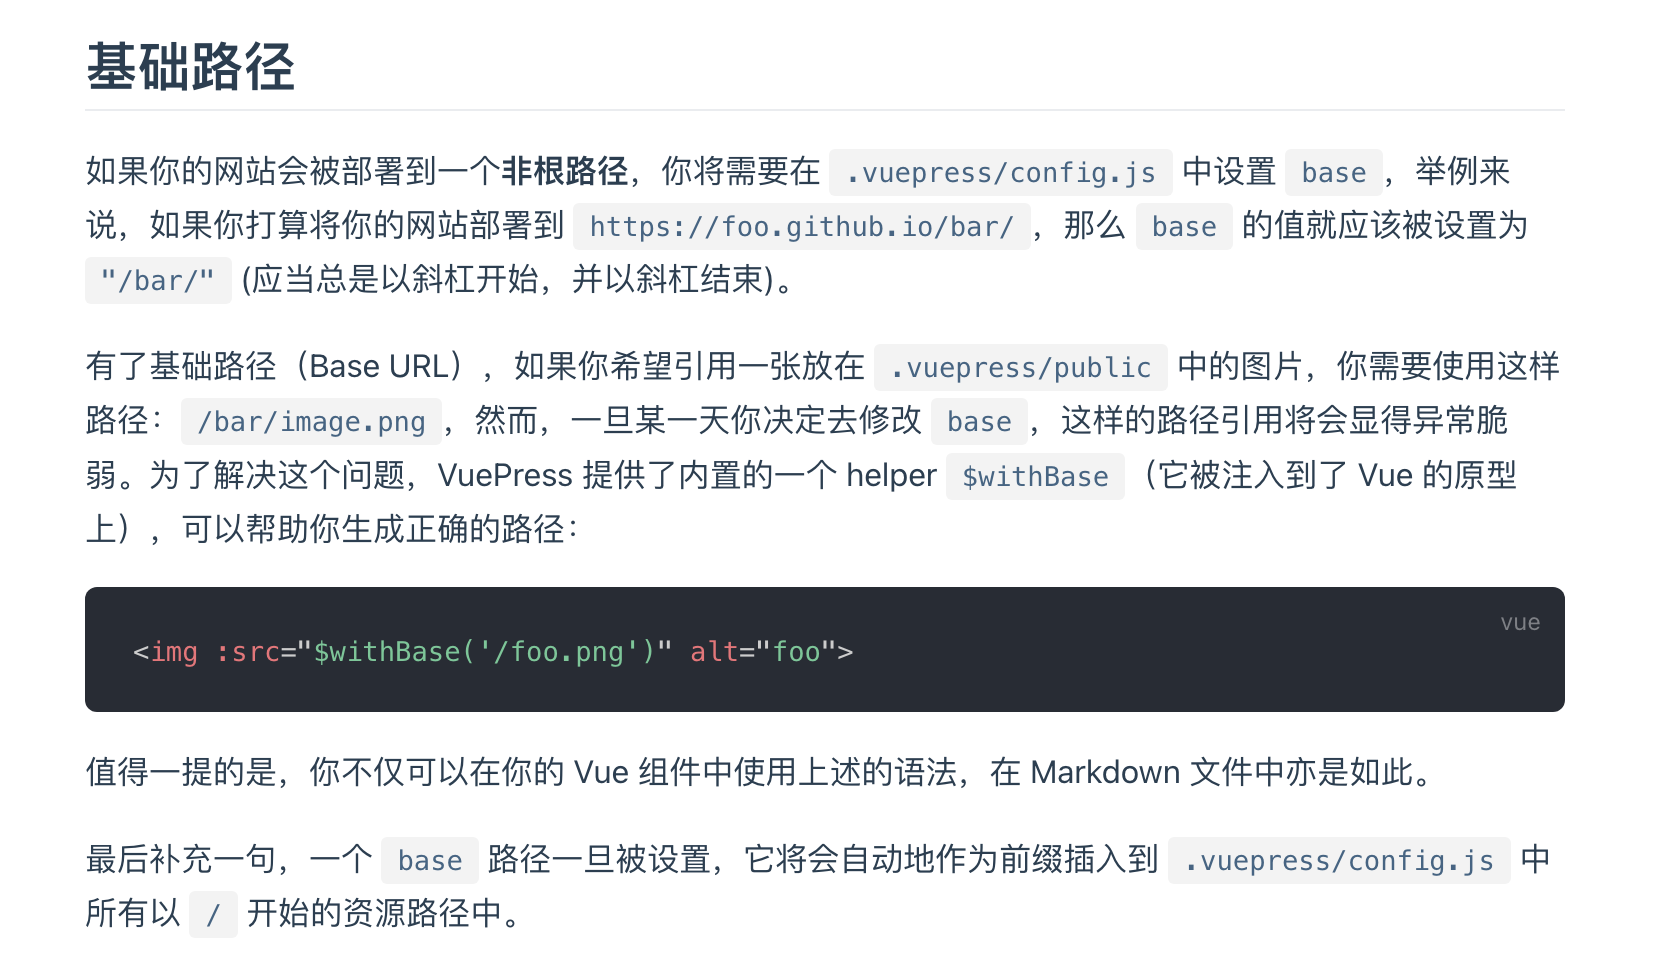 基础路径
如果你的网站会被部署到一个非根路径，你将需要在 .vuepress/config.js 中设置 base，举例来
说，如果你打算将你的网站部署到 https://foo.github.io/bar/，那么 base 的值就应该被设置为
"/bar/" (应当总是以斜杠开始，并以斜杠结束)。
有了基础路径（Base URL），如果你希望引用一张放在 .vuepress/public 中的图片，你需要使用这样
路径：/bar/image.png，然而，一旦某一天你决定去修改 base，这样的路径引用将会显得异常脆
弱。为了解决这个问题，VuePress 提供了内置的一个 helper $withBase（它被注入到了 Vue 的原型
上），可以帮助你生成正确的路径：
vue
<img :src="$withBase('/foo.png')" alt="foo">
值得一提的是，你不仅可以在你的 Vue 组件中使用上述的语法，在 Markdown 文件中亦是如此。
最后补充一句，一个 base 路径一旦被设置，它将会自动地作为前缀插入到 .vuepress/config.js 中
所有以 / 开始的资源路径中。